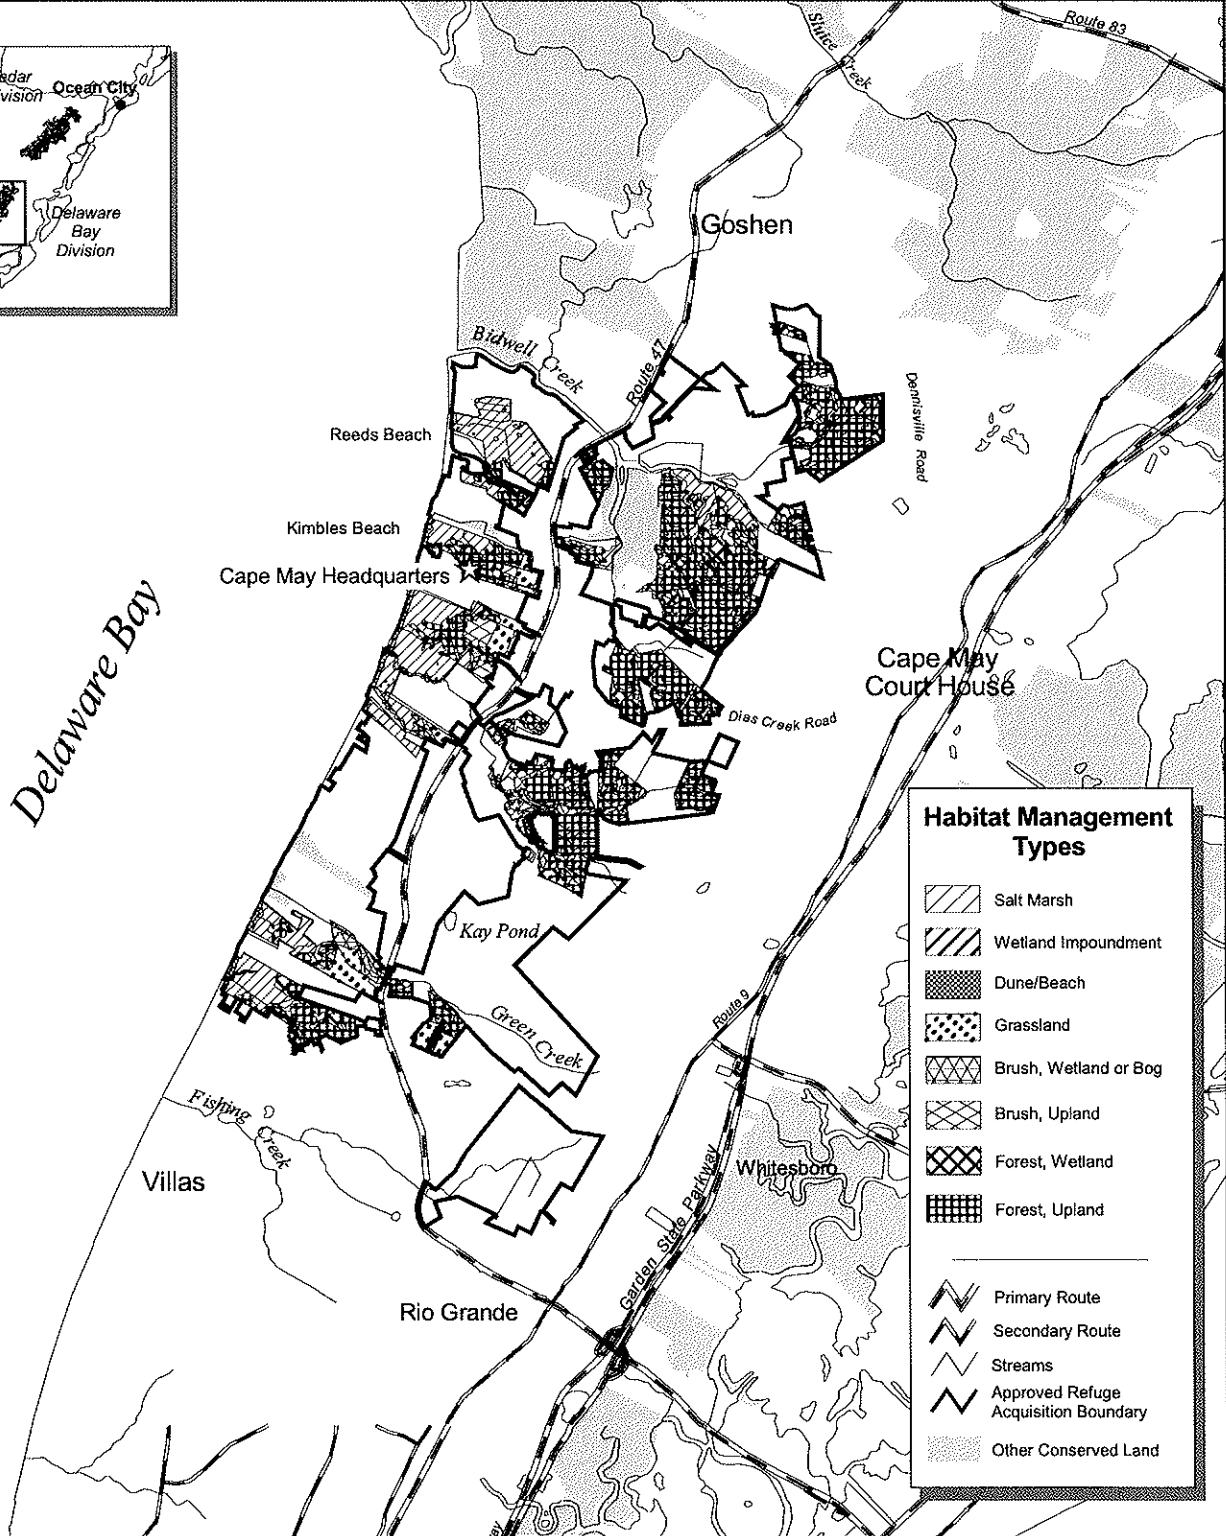 Route 83
Sluice Creek
Ocean City
Delaware
Bay
Division
Goshen
Bidwell Creek
Route 47
Dennisville Road
Reeds Beach
Kimbles Beach
Cape May Headquarters
Delaware Bay
Cape May
Court House
Dias Creek Road
Kay Pond
Green Creek
Route 9
Fishing
Creek
Villas
Whitesboro
Garden State Parkway
Rio Grande
Habitat Management
Types
Salt Marsh
Wetland Impoundment
Dune/Beach
Grassland
Brush, Wetland or Bog
Brush, Upland
Forest, Wetland
Forest, Upland
Primary Route
Secondary Route
Streams
Approved Refuge
Acquisition Boundary
Other Conserved Land